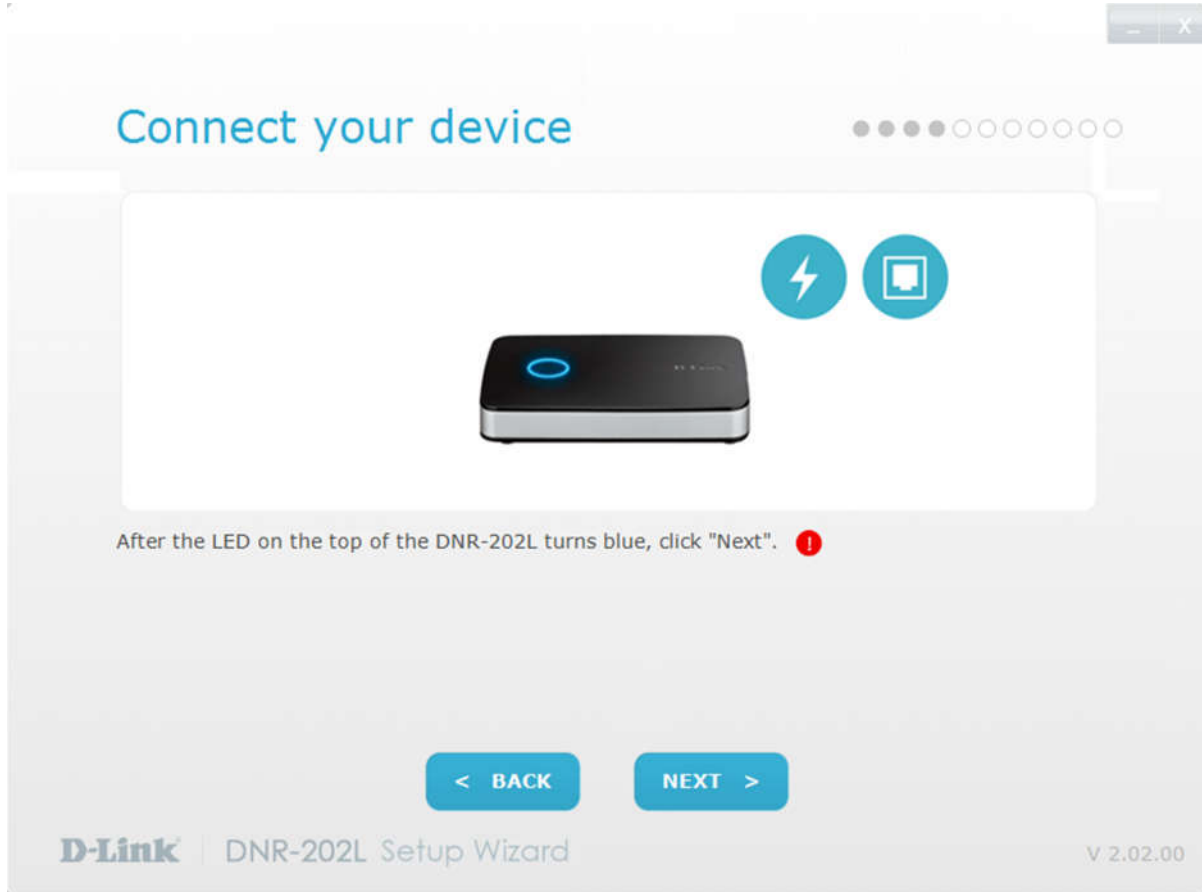 _ X
Connect your device
D-Link
After the LED on the top of the DNR-202L turns blue, click "Next". !
< BACK NEXT >
D-Link DNR-202L Setup Wizard V 2.02.00